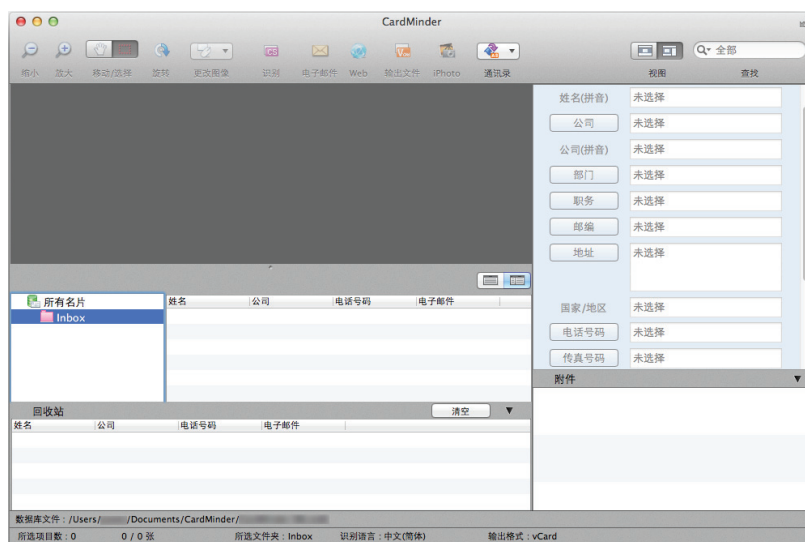 CardMinder
缩小 放大 移动/选择 旋转 更改图像 识别 电子邮件 Web 输出文件 iPhoto 通讯录 视图 查找
全部
姓名(拼音) 未选择
公司 未选择
公司(拼音) 未选择
部门 未选择
职务 未选择
邮编 未选择
地址 未选择
国家/地区 未选择
电话号码 未选择
传真号码 未选择
附件
所有名片
Inbox
姓名 公司 电话号码 电子邮件
回收站 清空
姓名 公司 电话号码 电子邮件
数据库文件 : /Users/ /Documents/CardMinder/
所选项目数 : 0 0 / 0 张 所选文件夹 : Inbox 识别语言 : 中文(简体) 输出格式 : vCard